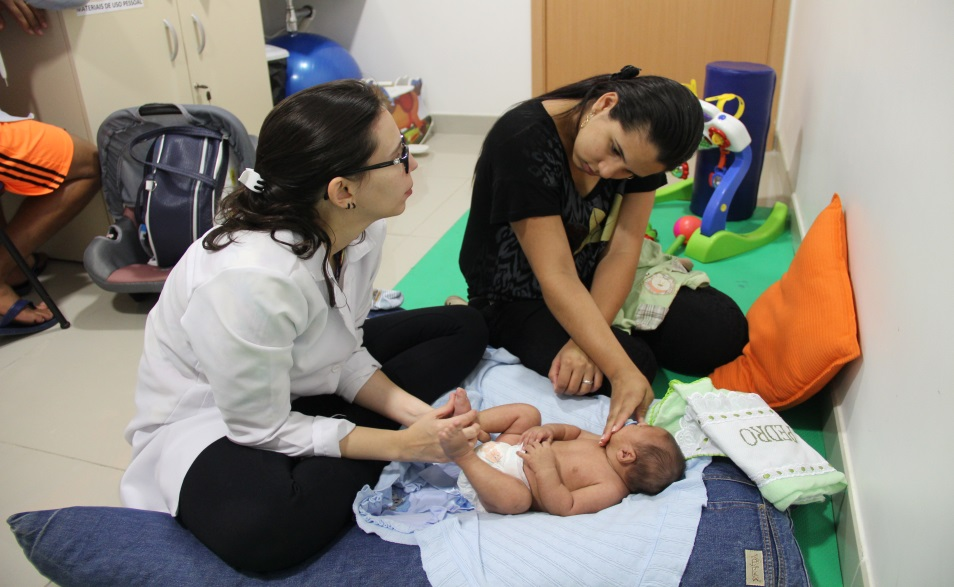 MATERIAIS DE USO PESSOAL
PEDRO